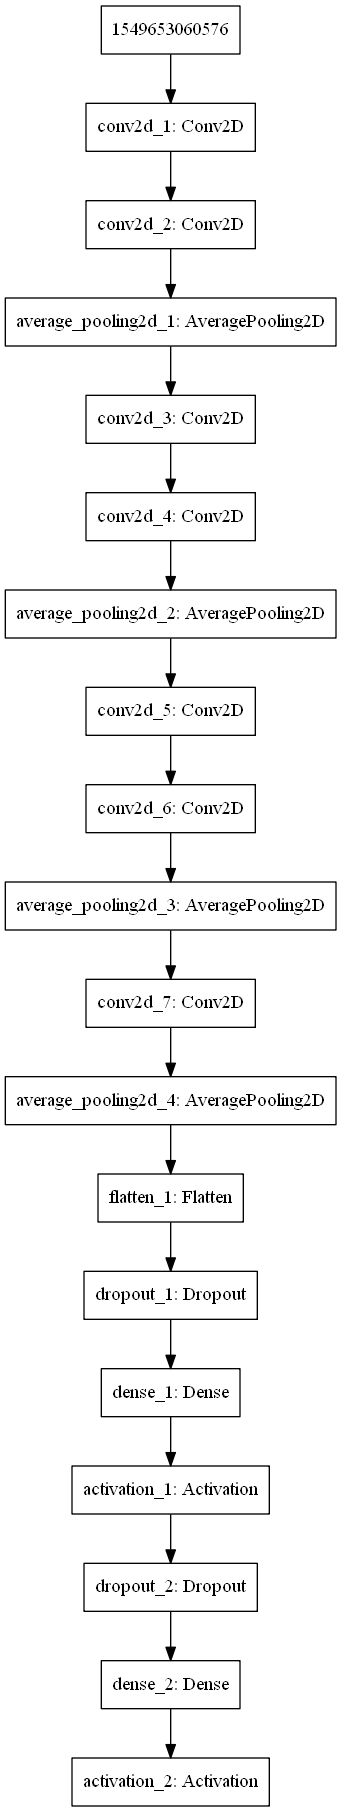 1549653060576
conv2d_1: Conv2D
conv2d_2: Conv2D
average_pooling2d_1: AveragePooling2D
conv2d_3: Conv2D
conv2d_4: Conv2D
average_pooling2d_2: AveragePooling2D
conv2d_5: Conv2D
conv2d_6: Conv2D
average_pooling2d_3: AveragePooling2D
conv2d_7: Conv2D
average_pooling2d_4: AveragePooling2D
flatten_1: Flatten
dropout_1: Dropout
dense_1: Dense
activation_1: Activation
dropout_2: Dropout
dense_2: Dense
activation_2: Activation